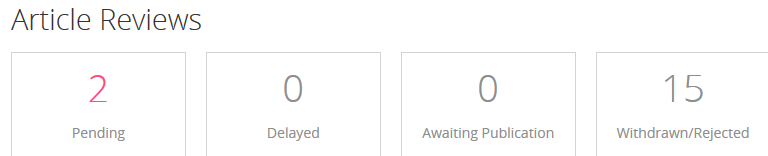 Article Reviews
2
Pending
0
Delayed
0
Awaiting Publication
15
Withdrawn/Rejected